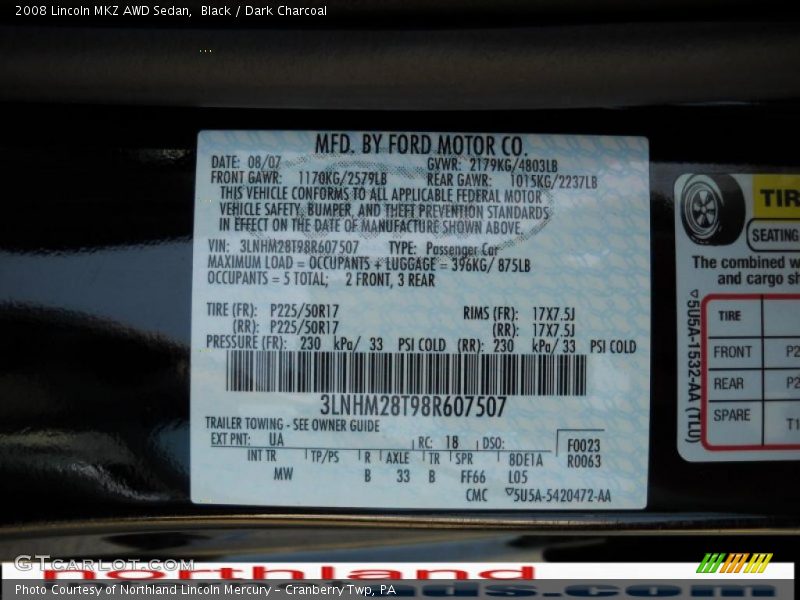 2008 Lincoln MKZ AWD Sedan,  Black / Dark Charcoal
MFD. BY FORD MOTOR CO.
DATE: 08/07 GVWR: 2179KG/4803LB
FRONT GAWR: 1170KG/2579LB REAR GAWR: 1015KG/2237LB
THIS VEHICLE CONFORMS TO ALL APPLICABLE FEDERAL MOTOR
VEHICLE SAFETY, BUMPER, AND THEFT PREVENTION STANDARDS
IN EFFECT ON THE DATE OF MANUFACTURE SHOWN ABOVE.
VIN: 3LNHM28T98R607507 TYPE: Passenger Car
MAXIMUM LOAD = OCCUPANTS + LUGGAGE = 396KG/ 875LB
OCCUPANTS = 5 TOTAL; 2 FRONT, 3 REAR
TIRE (FR): P225/50R17 RIMS (FR): 17X7.5J
(RR): P225/50R17 (RR): 17X7.5J
PRESSURE (FR): 230 kPa/ 33 PSI COLD (RR): 230 kPa/ 33 PSI COLD
3LNHM28T98R607507
TRAILER TOWING - SEE OWNER GUIDE
EXT PNT: UA RC: 18 DSO: F0023
INT TR TP/PS R AXLE TR SPR 8DE1A R0063
MW B 33 B FF66 L05
CMC 5U5A-5420472-AA
TIR
SEATING
The combined w
and cargo sh
5U5A-1532-AA (TL0)
TIRE
FRONT P2
REAR P2
SPARE T1
GTCarLot.com
northland
Photo Courtesy of Northland Lincoln Mercury - Cranberry Twp, PA